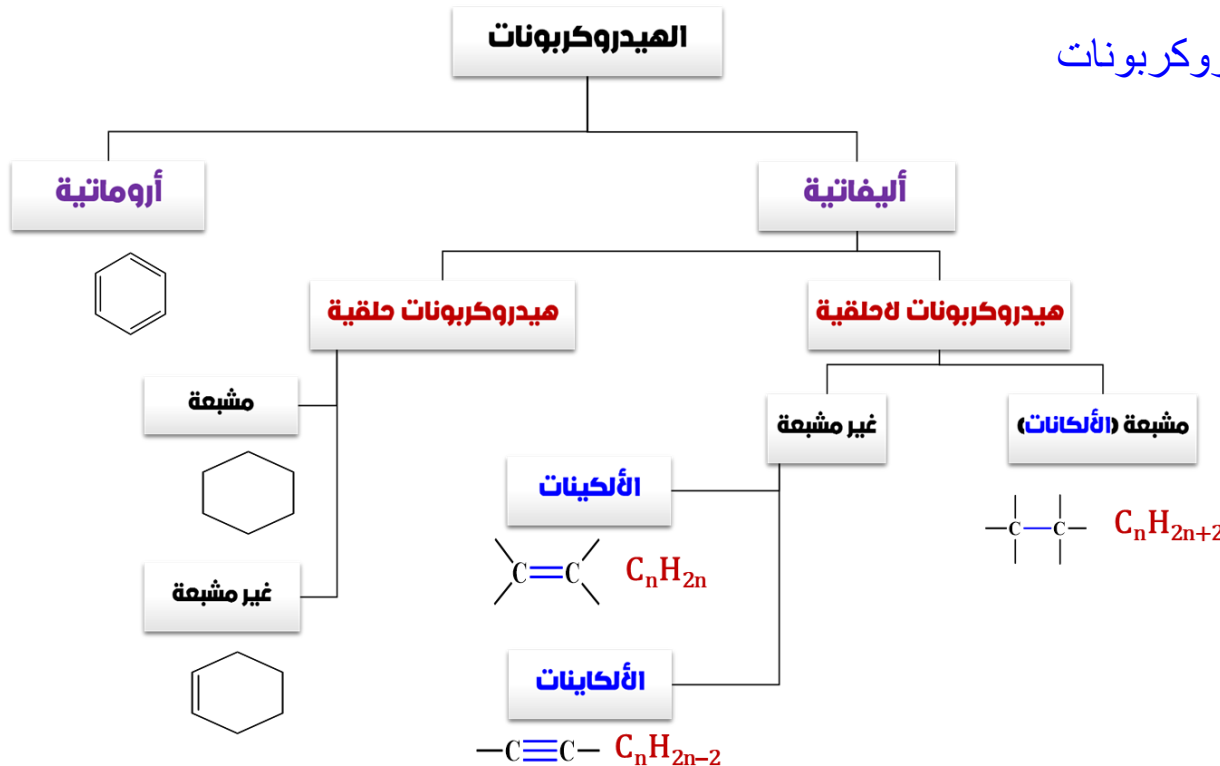 الهيدروكربونات
روكربونات
أروماتية
أليفاتية
هيدروكربونات حلقية
هيدروكربونات لاحلقية
مشبعة
غير مشبعة
مشبعة (الألكانات)
الألكينات
C C
CₙH₂ₙ₊₂
C C
CₙH₂ₙ
غير مشبعة
الألكاينات
C C
CₙH₂ₙ₋₂